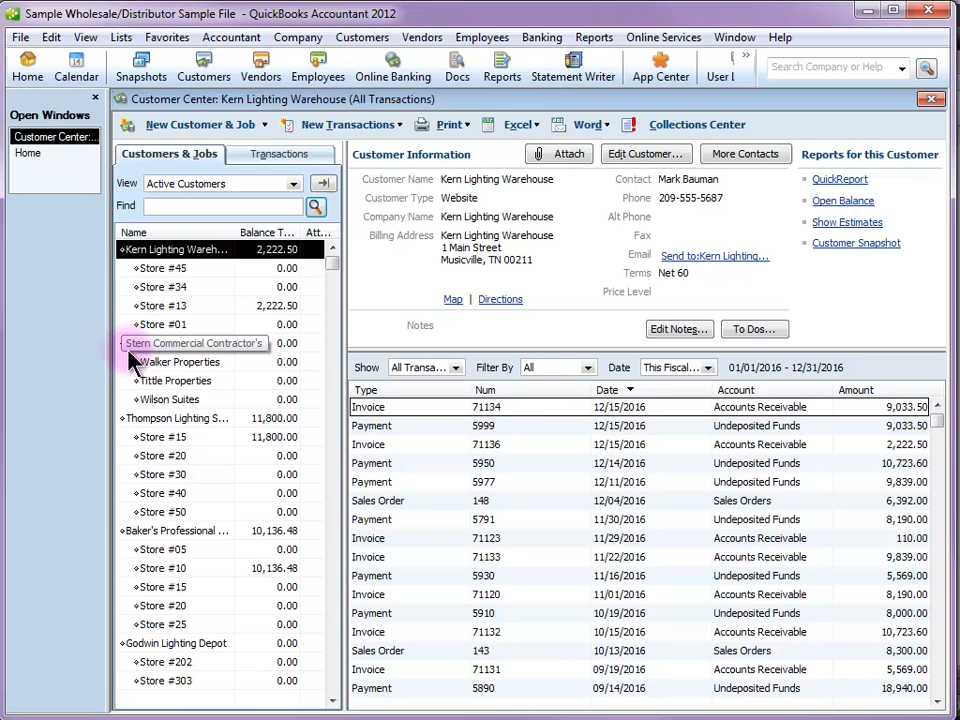 Sample Wholesale/Distributor Sample File - QuickBooks Accountant 2012
File Edit View Lists Favorites Accountant Company Customers Vendors Employees Banking Reports Online Services Window Help
Home Calendar Snapshots Customers Vendors Employees Online Banking Docs Reports Statement Writer App Center User L » Search Company or Help
Open Windows
Customer Center:...
Home
Customer Center: Kern Lighting Warehouse (All Transactions)
New Customer & Job New Transactions Print Excel Word Collections Center
Customers & Jobs Transactions
View Active Customers
Find
Name Balance T... Att...
Kern Lighting Wareh... 2,222.50
Store #45 0.00
Store #34 0.00
Store #13 2,222.50
Store #01 0.00
Stern Commercial Contractor's 0.00
Walker Properties 0.00
Tittle Properties 0.00
Wilson Suites 0.00
Thompson Lighting S... 11,800.00
Store #15 11,800.00
Store #20 0.00
Store #30 0.00
Store #40 0.00
Store #50 0.00
Baker's Professional ... 10,136.48
Store #05 0.00
Store #10 10,136.48
Store #15 0.00
Store #20 0.00
Store #25 0.00
Godwin Lighting Depot 0.00
Store #202 0.00
Store #303 0.00
Customer Information Attach Edit Customer... More Contacts
Customer Name Kern Lighting Warehouse
Customer Type Website
Company Name Kern Lighting Warehouse
Billing Address Kern Lighting Warehouse
1 Main Street
Musicville, TN 00211
Map | Directions
Contact Mark Bauman
Phone 209-555-5687
Alt Phone
Fax
Email Send to:Kern Lighting...
Terms Net 60
Price Level
Notes Edit Notes... To Dos...
Reports for this Customer
QuickReport
Open Balance
Show Estimates
Customer Snapshot
Show All Transa... Filter By All Date This Fiscal... 01/01/2016 - 12/31/2016
Type Num Date Account Amount
Invoice 71134 12/15/2016 Accounts Receivable 9,033.50
Payment 5999 12/15/2016 Undeposited Funds 9,033.50
Invoice 71136 12/15/2016 Accounts Receivable 2,222.50
Payment 5950 12/14/2016 Undeposited Funds 10,723.60
Payment 5977 12/11/2016 Undeposited Funds 9,839.00
Sales Order 148 12/04/2016 Sales Orders 6,392.00
Payment 5791 11/30/2016 Undeposited Funds 8,190.00
Invoice 71123 11/29/2016 Accounts Receivable 110.00
Invoice 71133 11/22/2016 Accounts Receivable 9,839.00
Payment 5930 11/16/2016 Undeposited Funds 5,569.00
Invoice 71120 11/01/2016 Accounts Receivable 8,190.00
Payment 5910 10/19/2016 Undeposited Funds 8,000.00
Invoice 71132 10/15/2016 Accounts Receivable 10,723.60
Sales Order 143 10/13/2016 Sales Orders 8,300.00
Invoice 71131 09/19/2016 Accounts Receivable 5,569.00
Payment 5890 09/14/2016 Undeposited Funds 18,940.00